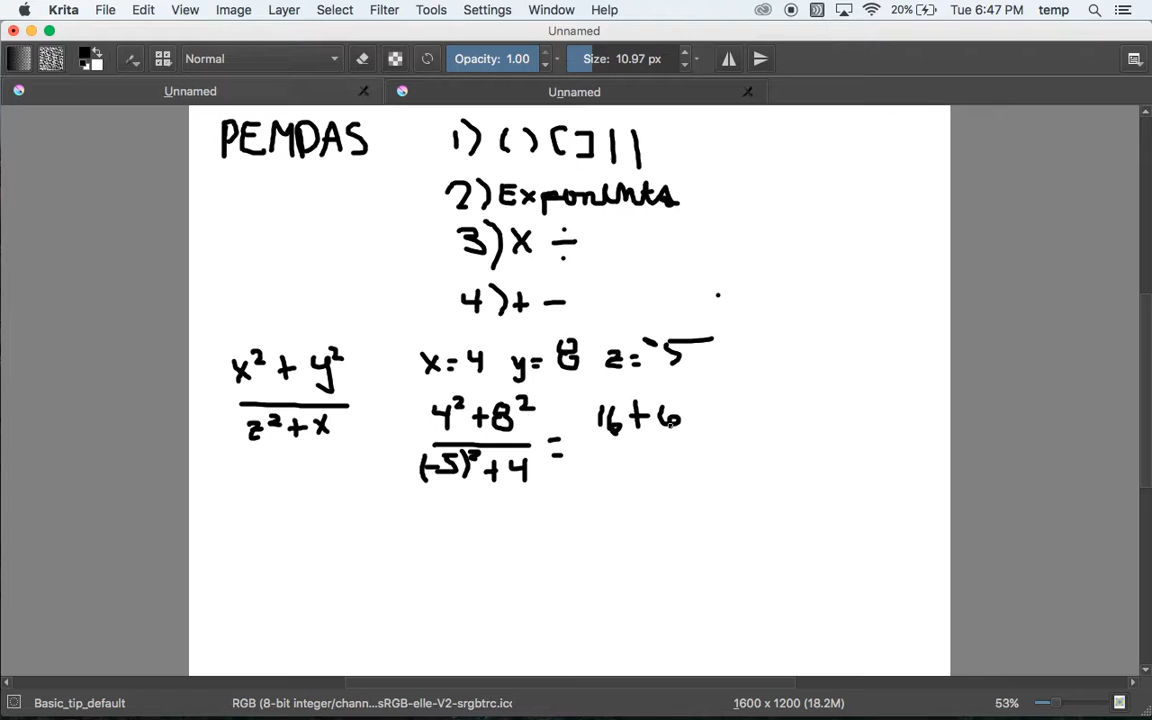 Krita File Edit View Image Layer Select Filter Tools Settings Window Help 20% Tue 6:47 PM temp
Unnamed
Normal Opacity: 1.00 Size: 10.97 px
Unnamed Unnamed
PEMDAS 1) ( ) [ ] | |
2) Exponents
3) x ÷
4) + -
x² + y² x = 4 y = 8 z = -5
z² + x
4² + 8² 16 + 6
(-5)² + 4 =
Basic_tip_default RGB (8-bit integer/chann...sRGB-elle-V2-srgbtrc.icc 1600 x 1200 (18.2M) 53%